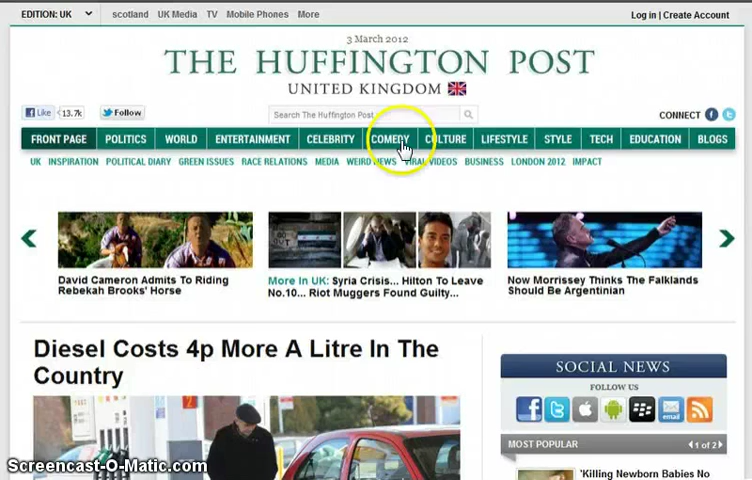 EDITION: UK
scotland UK Media TV Mobile Phones More
Log in | Create Account
3 March 2012
THE HUFFINGTON POST
UNITED KINGDOM
Like 13.7k Follow
Search The Huffington Post
CONNECT
FRONT PAGE POLITICS WORLD ENTERTAINMENT CELEBRITY COMEDY CULTURE LIFESTYLE STYLE TECH EDUCATION BLOGS
UK INSPIRATION POLITICAL DIARY GREEN ISSUES RACE RELATIONS MEDIA WEIRD NEWS VIRAL VIDEOS BUSINESS LONDON 2012 IMPACT
David Cameron Admits To Riding
Rebekah Brooks' Horse
More In UK: Syria Crisis... Hilton To Leave
No.10... Riot Muggers Found Guilty...
Now Morrissey Thinks The Falklands
Should Be Argentinian
Diesel Costs 4p More A Litre In The
Country
SOCIAL NEWS
FOLLOW US
email
MOST POPULAR
1 of 2
'Killing Newborn Babies No
Screencast-O-Matic.com